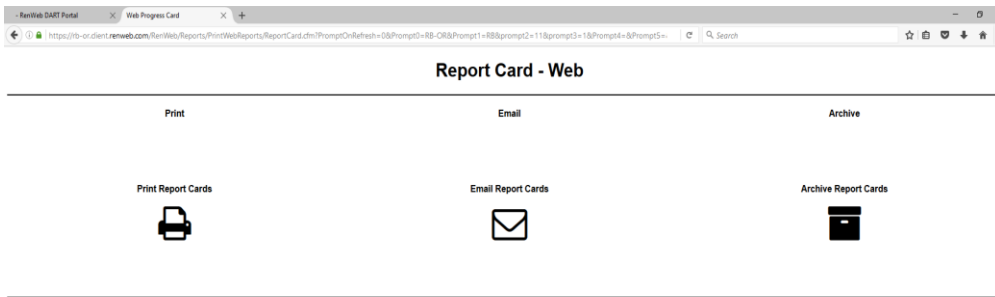 - RenWeb DART Portal Web Progress Card
https://rb-or.client.renweb.com/RenWeb/Reports/PrintWebReports/ReportCard.cfm?PromptOnRefresh=0&Prompt0=RB-OR&Prompt1=RB&prompt2=11&prompt3=1&Prompt4=&Prompt5=- Search
Report Card - Web
Print Email Archive
Print Report Cards Email Report Cards Archive Report Cards